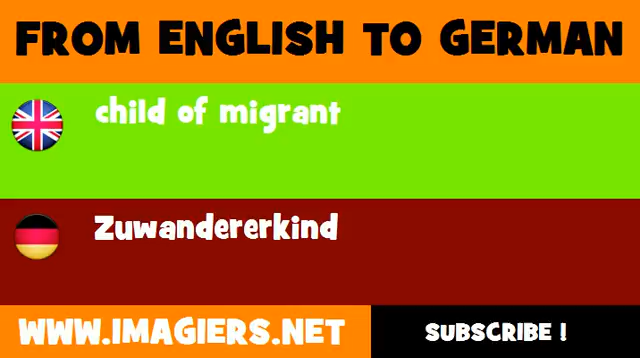 FROM ENGLISH TO GERMAN
child of migrant
Zuwandererkind
WWW.IMAGIERS.NET
SUBSCRIBE !